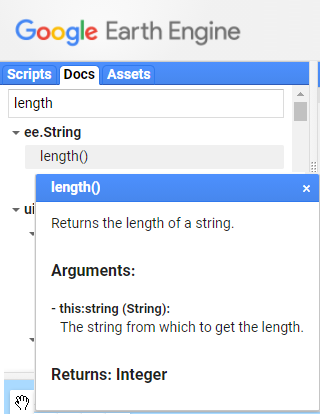 Google Earth Engine
Scripts Docs Assets
length
ee.String
length()
length() ×
ui
Returns the length of a string.
Arguments:
- this:string (String):
The string from which to get the length.
Returns: Integer